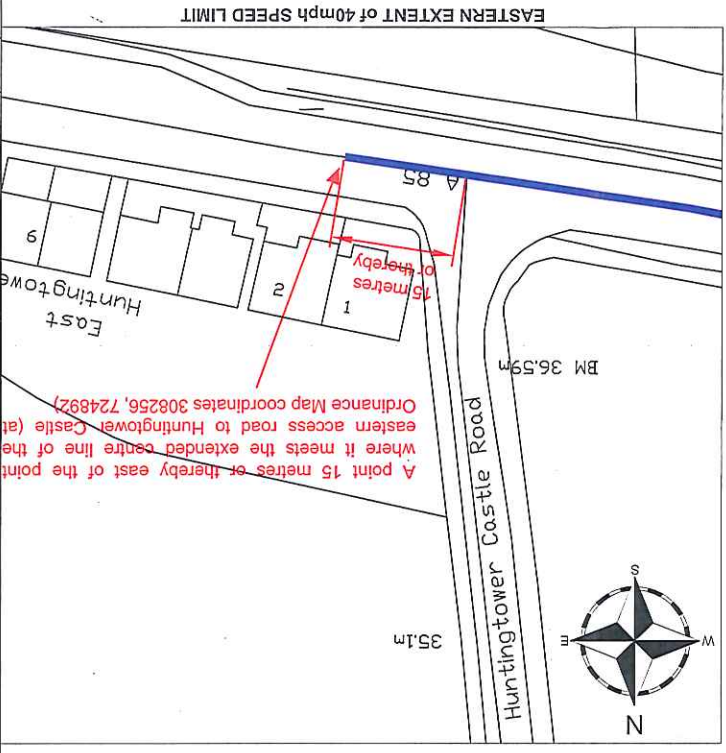 N
W
E
S
35.1m
Huntingtower Castle Road
A point 15 metres or thereby east of the point
where it meets the extended centre line of the
eastern access road to Huntingtower Castle (at
Ordinance Map coordinates 308256, 724892)
BM 36.59m
East
Huntingtowe
1
2
6
15 metres
or thereby
A 85
EASTERN EXTENT of 40mph SPEED LIMIT